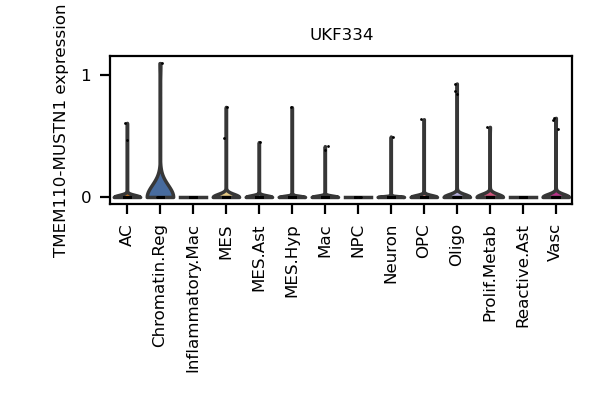 UKF334
TMEM110-MUSTN1 expression
1
0
AC
Chromatin.Reg
Inflammatory.Mac
MES
MES.Ast
MES.Hyp
Mac
NPC
Neuron
OPC
Oligo
Prolif.Metab
Reactive.Ast
Vasc